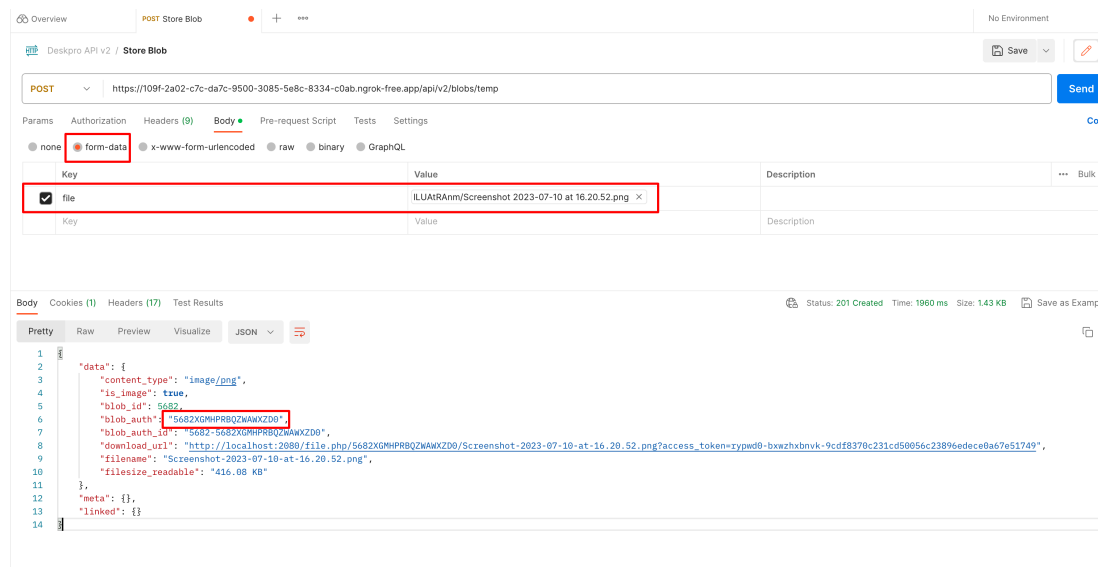 Overview POST Store Blob No Environment
HTTP Deskpro API v2 / Store Blob Save
POST https://109f-2a02-c7c-da7c-9500-3085-5e8c-8334-c0ab.ngrok-free.app/api/v2/blobs/temp Send
Params Authorization Headers (9) Body Pre-request Script Tests Settings Co
none form-data x-www-form-urlencoded raw binary GraphQL
Key Value Description Bulk
file ILUAtRAnm/Screenshot 2023-07-10 at 16.20.52.png
Key Value Description
Body Cookies (1) Headers (17) Test Results Status: 201 Created Time: 1960 ms Size: 1.43 KB Save as Examp
Pretty Raw Preview Visualize JSON
1 {
2 "data": {
3 "content_type": "image/png",
4 "is_image": true,
5 "blob_id": 5682,
6 "blob_auth": "5682XGMHPRBQZWAWXZD0",
7 "blob_auth_id": "5682-5682XGMHPRBQZWAWXZD0",
8 "download_url": "http://localhost:2080/file.php/5682XGMHPRBQZWAWXZD0/Screenshot-2023-07-10-at-16.20.52.png?access_token=rypwd0-bxwzhxbnvk-9cdf8370c231cd50056c23896edece0a67e51749",
9 "filename": "Screenshot-2023-07-10-at-16.20.52.png",
10 "filesize_readable": "416.08 KB"
11 },
12 "meta": {},
13 "linked": {}
14 }